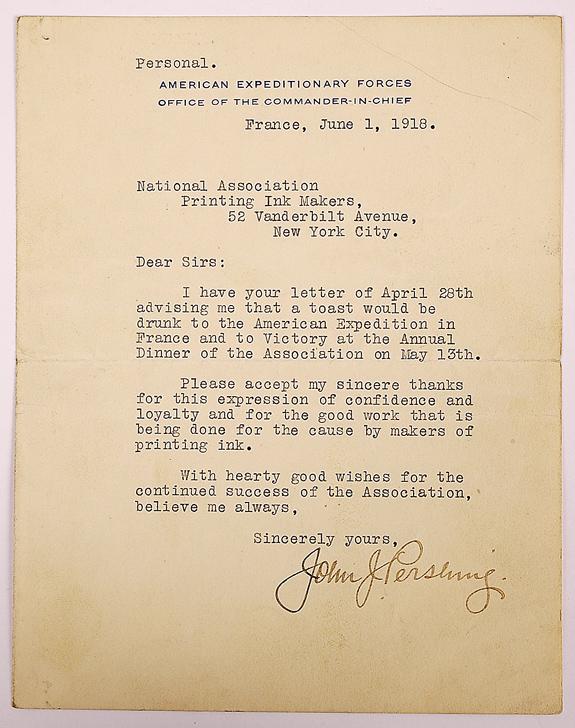 Personal.
AMERICAN EXPEDITIONARY FORCES
OFFICE OF THE COMMANDER-IN-CHIEF
France, June 1, 1918.
National Association
Printing Ink Makers,
52 Vanderbilt Avenue,
New York City.
Dear Sirs:
I have your letter of April 28th
advising me that a toast would be
drunk to the American Expedition in
France and to Victory at the Annual
Dinner of the Association on May 13th.
Please accept my sincere thanks
for this expression of confidence and
loyalty and for the good work that is
being done for the cause by makers of
printing ink.
With hearty good wishes for the
continued success of the Association,
believe me always,
Sincerely yours,
John J. Pershing.